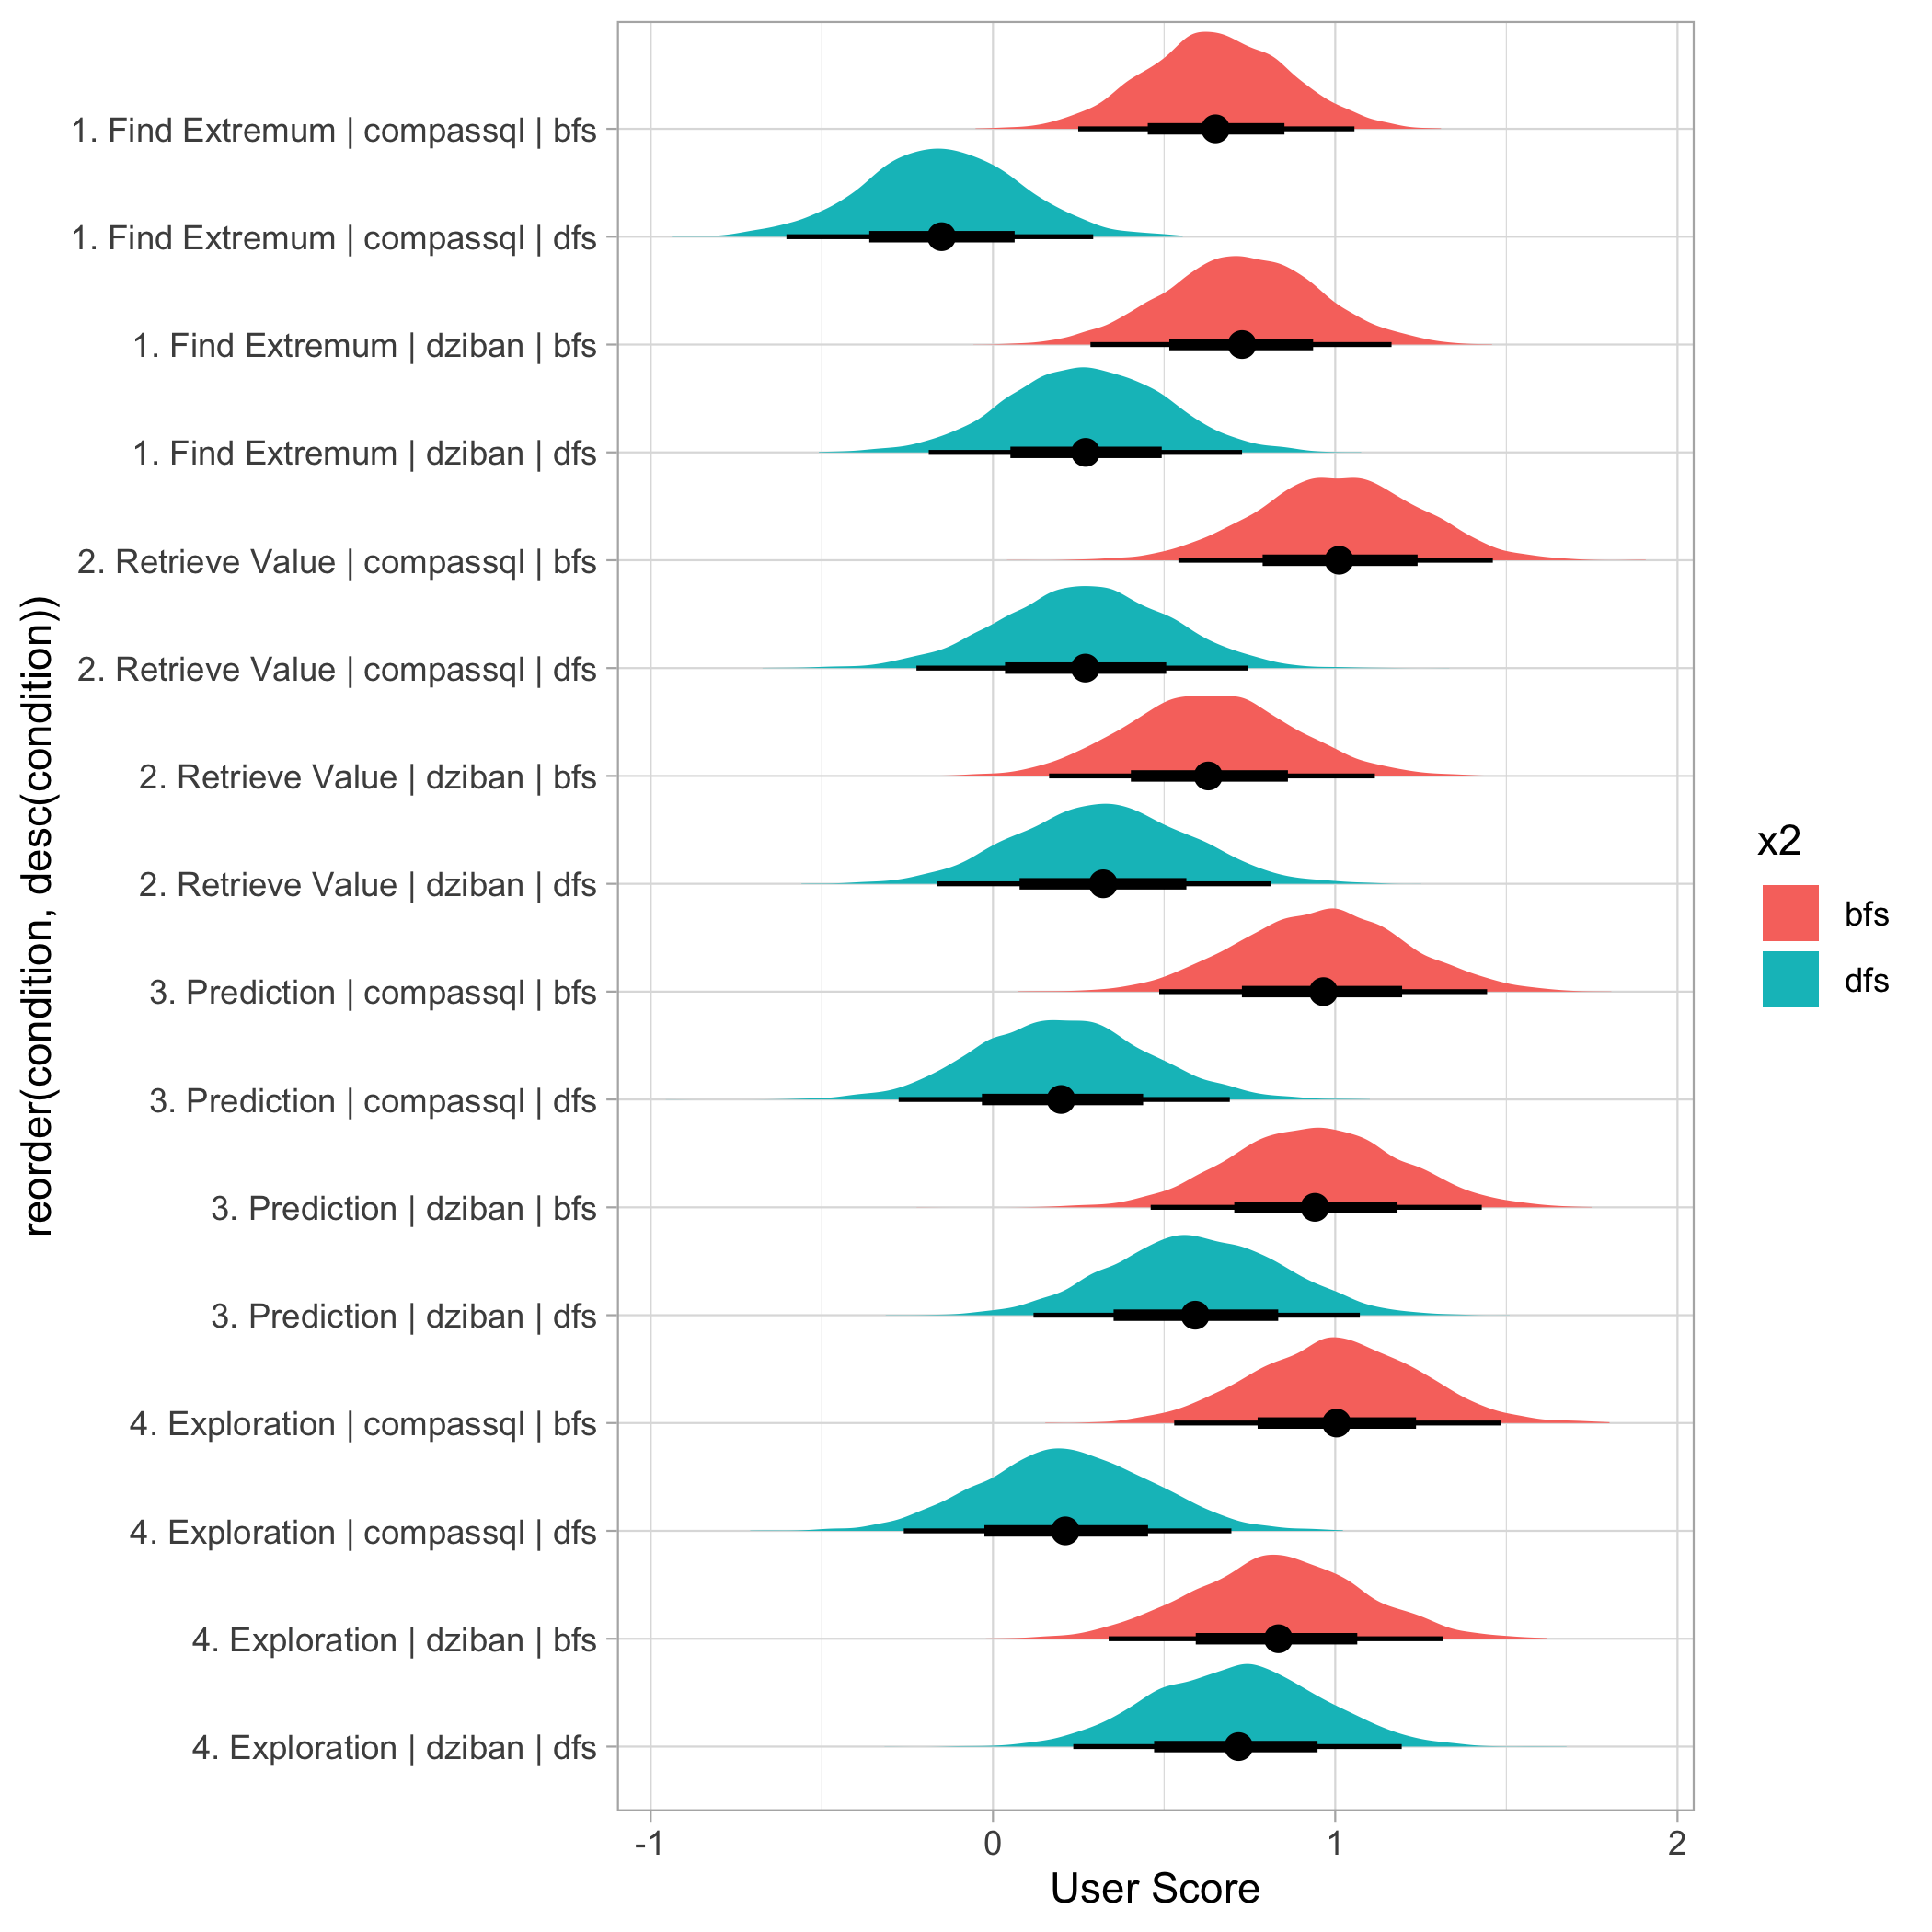 1. Find Extremum | compassql | bfs
1. Find Extremum | compassql | dfs
1. Find Extremum | dziban | bfs
1. Find Extremum | dziban | dfs
2. Retrieve Value | compassql | bfs
2. Retrieve Value | compassql | dfs
2. Retrieve Value | dziban | bfs
2. Retrieve Value | dziban | dfs
3. Prediction | compassql | bfs
3. Prediction | compassql | dfs
3. Prediction | dziban | bfs
3. Prediction | dziban | dfs
4. Exploration | compassql | bfs
4. Exploration | compassql | dfs
4. Exploration | dziban | bfs
4. Exploration | dziban | dfs
reorder(condition, desc(condition))
-1 0 1 2
User Score
x2
bfs
dfs